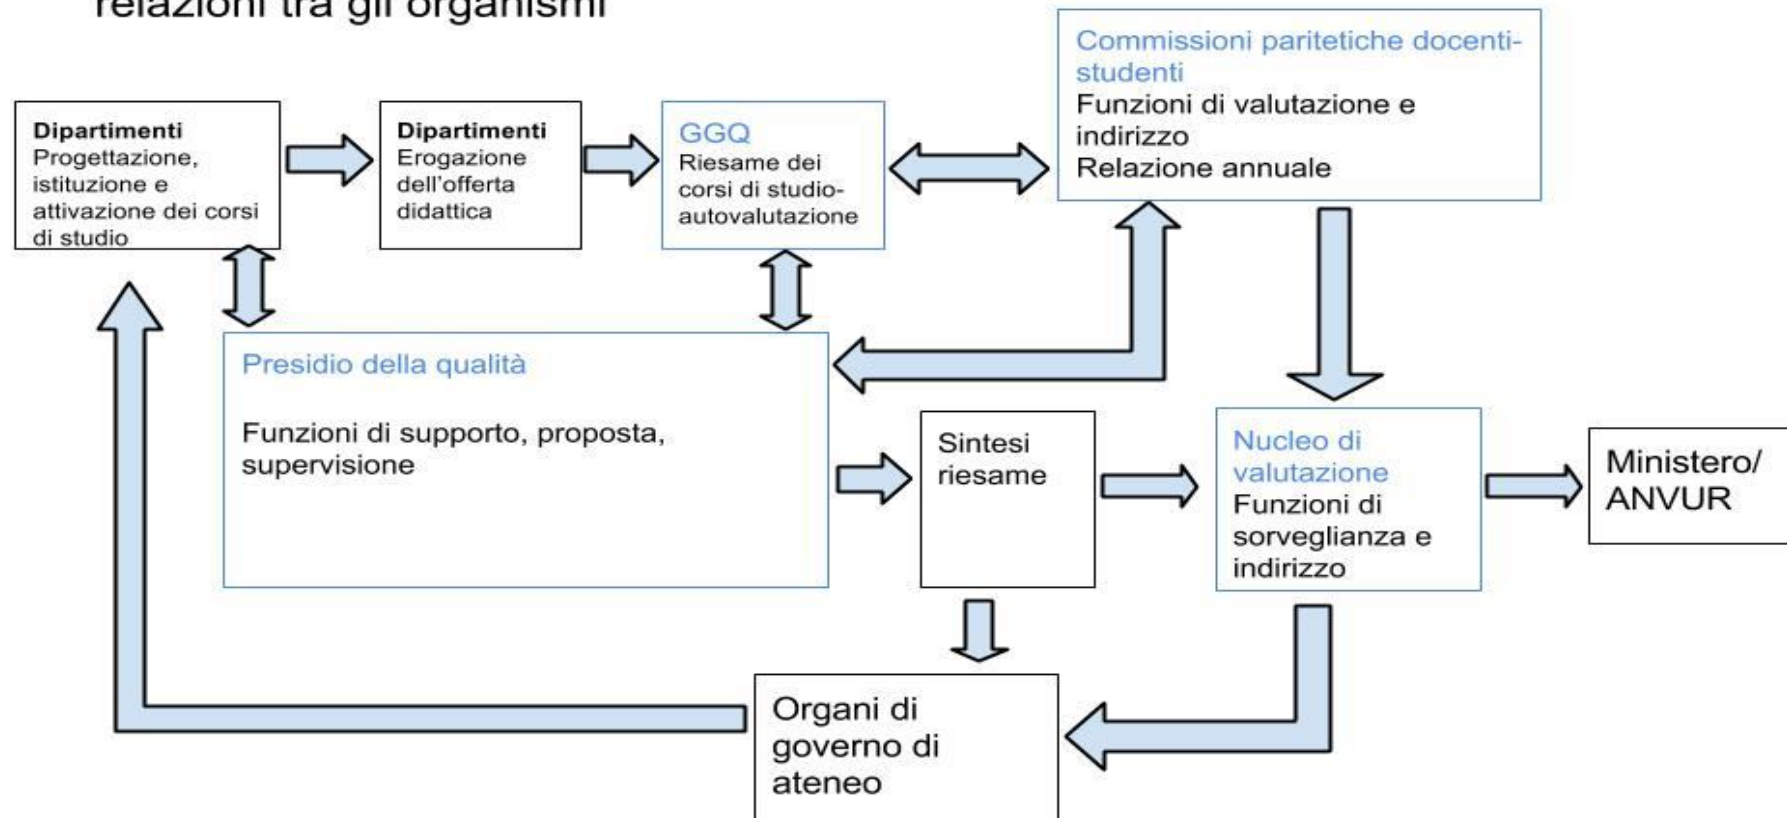 relazioni tra gli organismi
Dipartimenti
Progettazione,
istituzione e
attivazione dei corsi
di studio
Dipartimenti
Erogazione
dell'offerta
didattica
GGQ
Riesame dei
corsi di studio-
autovalutazione
Commissioni paritetiche docenti-
studenti
Funzioni di valutazione e
indirizzo
Relazione annuale
Presidio della qualità
Funzioni di supporto, proposta,
supervisione
Sintesi
riesame
Nucleo di
valutazione
Funzioni di
sorveglianza e
indirizzo
Ministero/
ANVUR
Organi di
governo di
ateneo